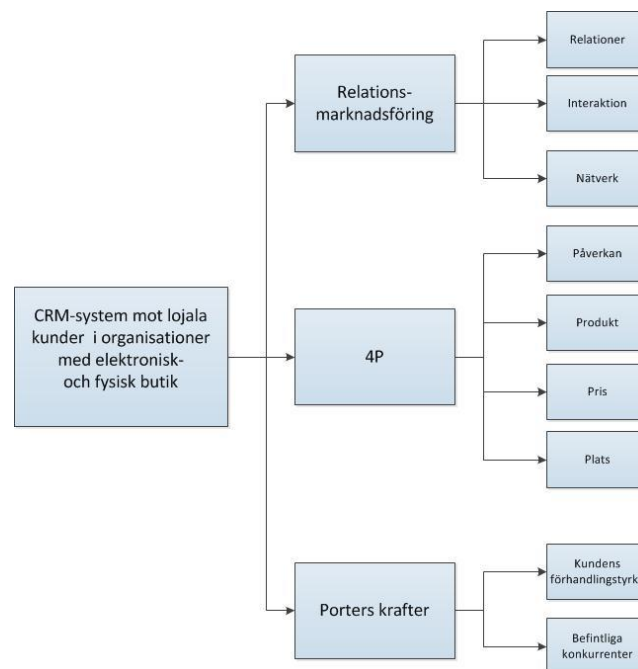 Relationer
Relations-
marknadsföring
Interaktion
Nätverk
Påverkan
CRM-system mot lojala
kunder i organisationer
med elektronisk-
och fysisk butik
4P
Produkt
Pris
Plats
Porters krafter
Kundens
förhandlingstyrk
Befintliga
konkurrenter